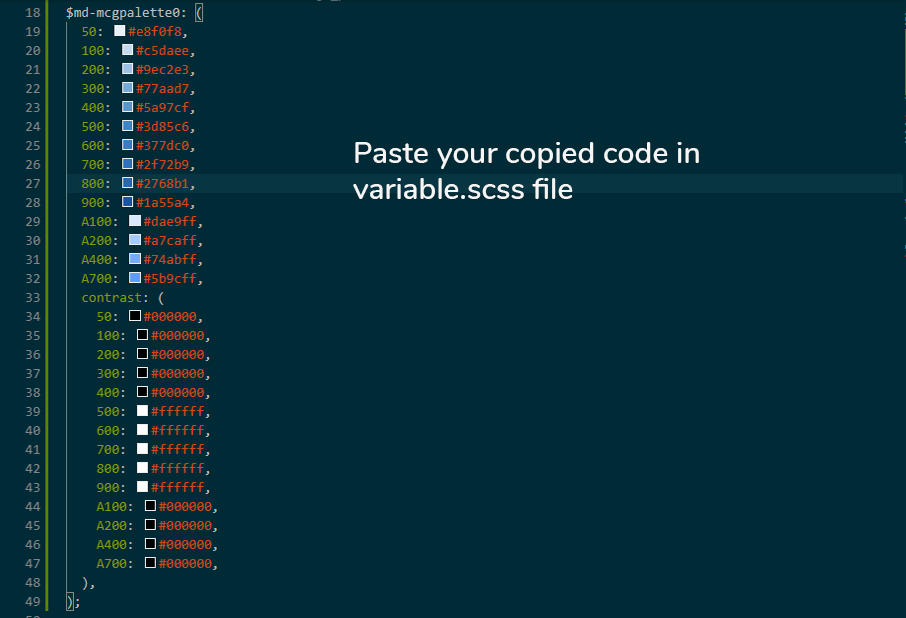 18 $md-mcgpalette0: (
19 50: #e8f0f8,
20 100: #c5daee,
21 200: #9ec2e3,
22 300: #77aad7,
23 400: #5a97cf,
24 500: #3d85c6,
25 600: #377dc0,
26 700: #2f72b9,
27 800: #2768b1,
28 900: #1a55a4,
29 A100: #dae9ff,
30 A200: #a7caff,
31 A400: #74abff,
32 A700: #5b9cff,
33 contrast: (
34 50: #000000,
35 100: #000000,
36 200: #000000,
37 300: #000000,
38 400: #000000,
39 500: #ffffff,
40 600: #ffffff,
41 700: #ffffff,
42 800: #ffffff,
43 900: #ffffff,
44 A100: #000000,
45 A200: #000000,
46 A400: #000000,
47 A700: #000000,
48 ),
49 );
Paste your copied code in
variable.scss file